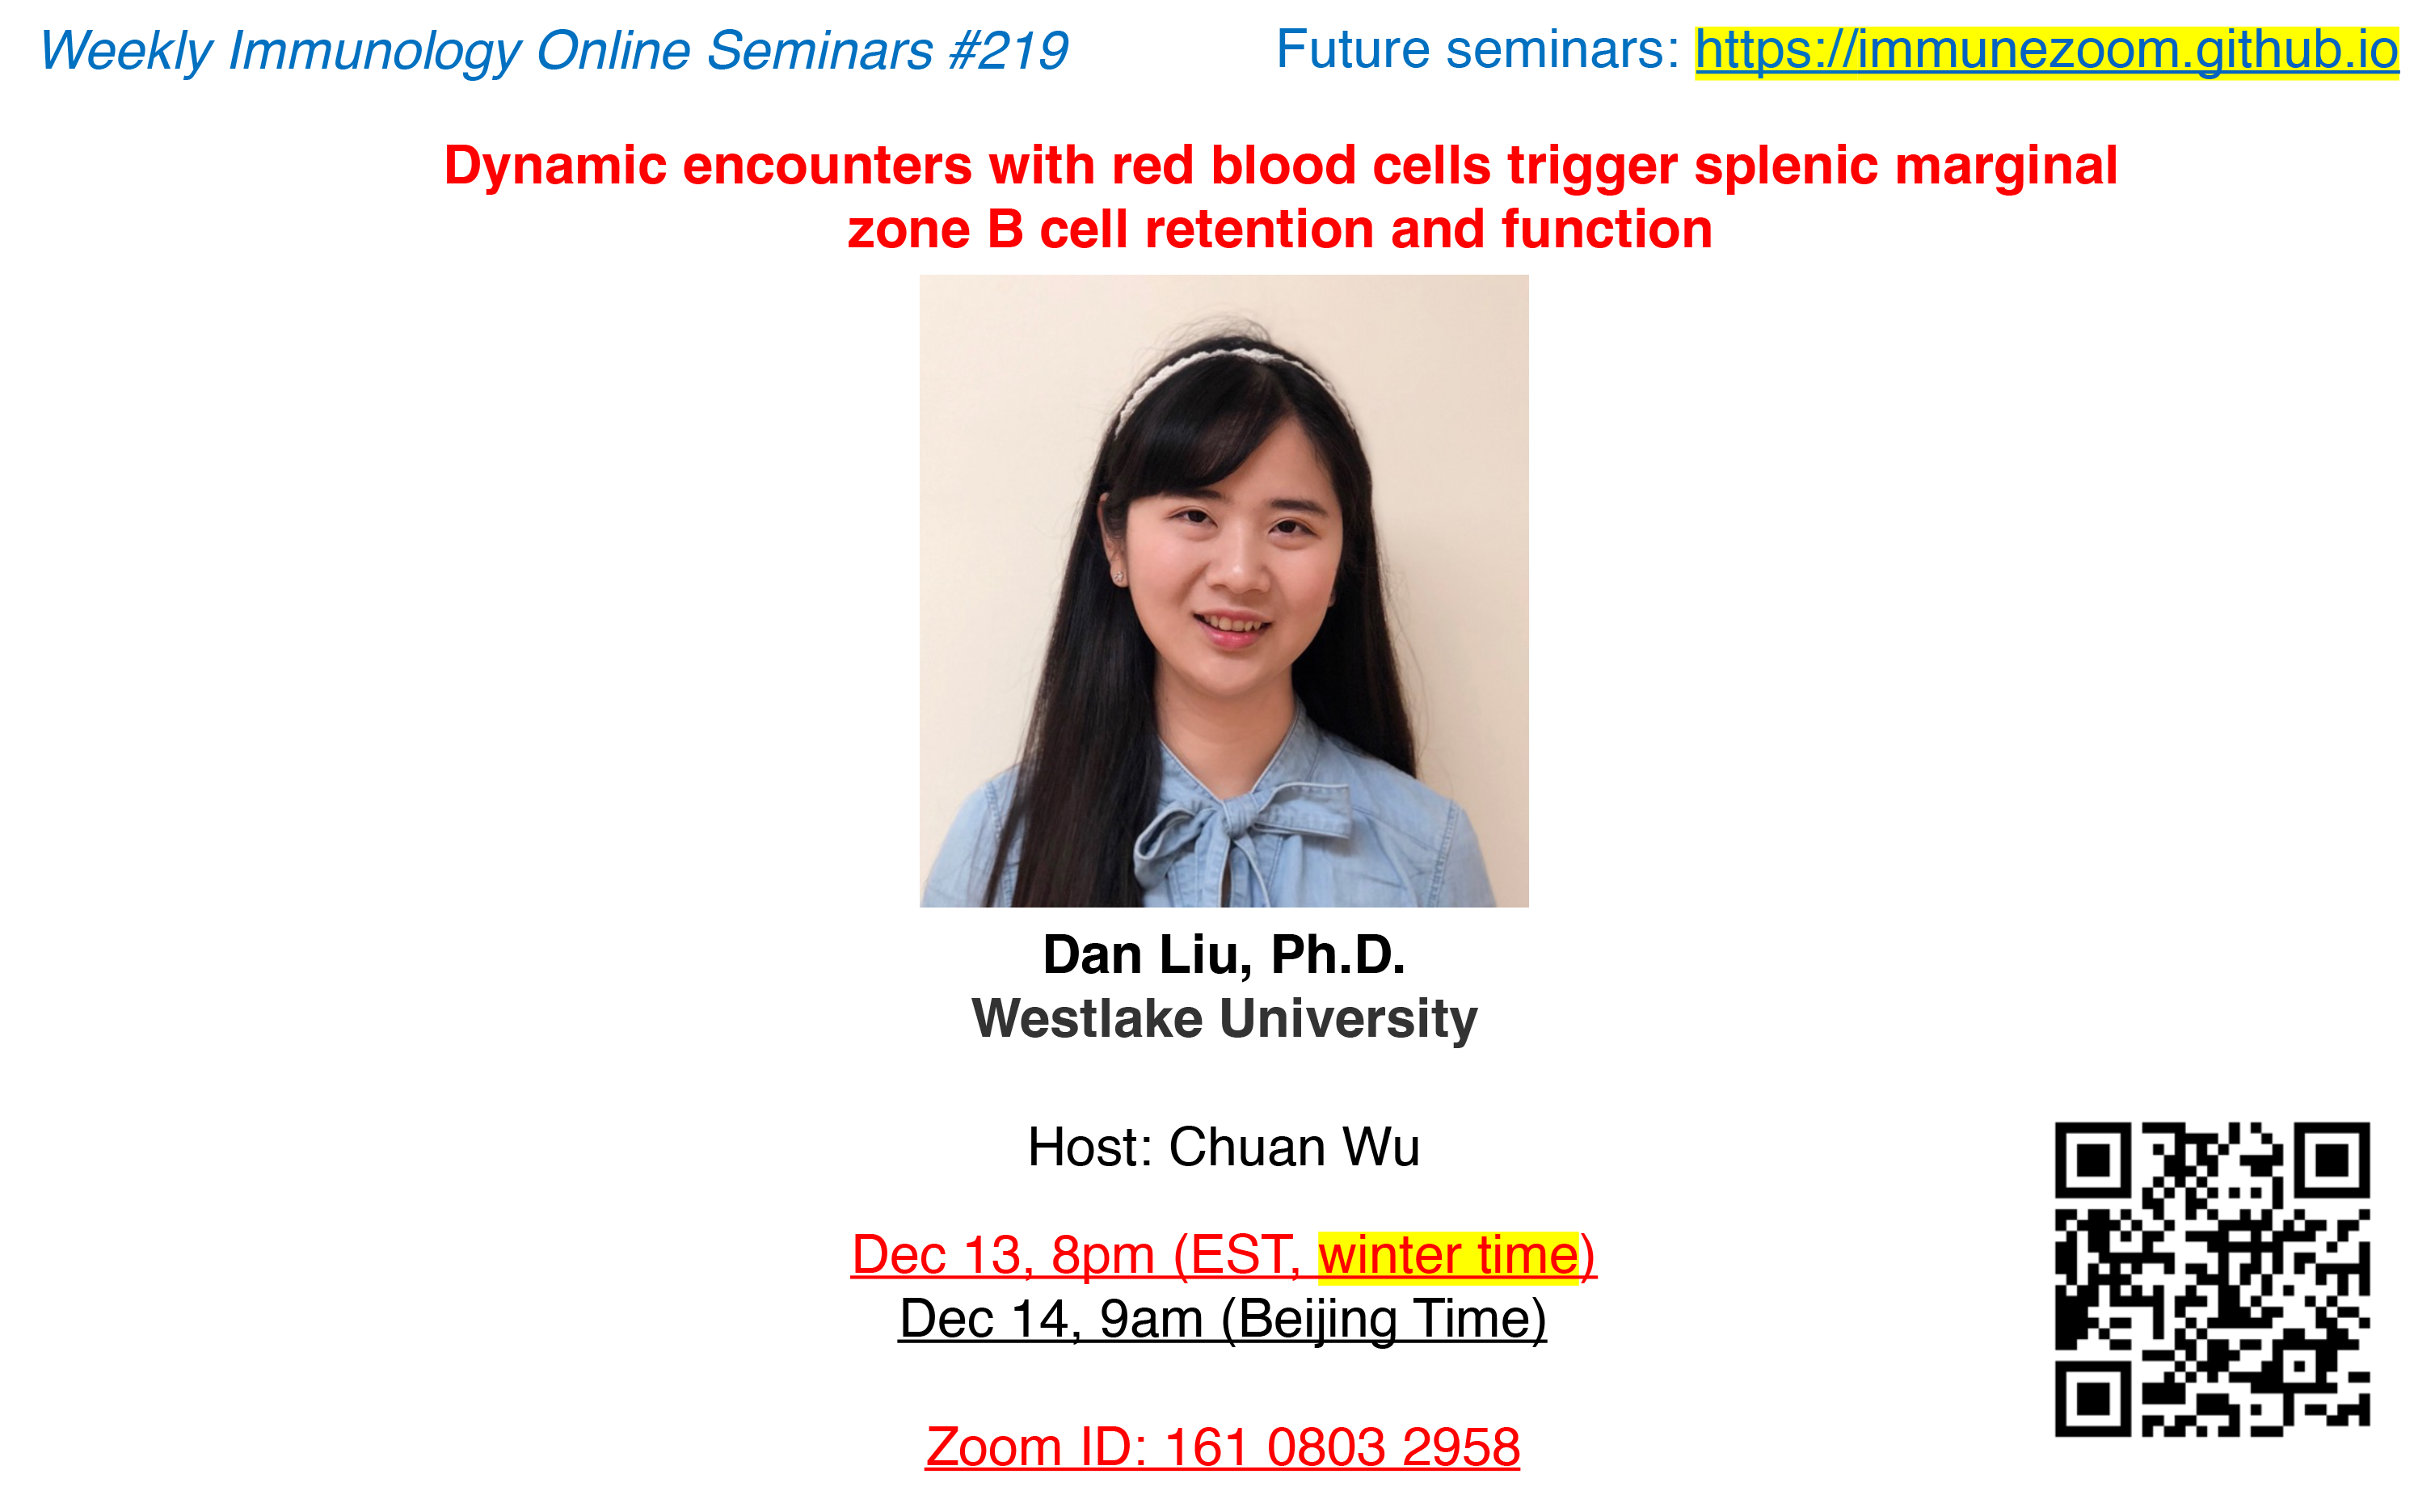 Weekly Immunology Online Seminars #219
Future seminars: https://immunezoom.github.io
Dynamic encounters with red blood cells trigger splenic marginal
zone B cell retention and function
Dan Liu, Ph.D.
Westlake University
Host: Chuan Wu
Dec 13, 8pm (EST, winter time)
Dec 14, 9am (Beijing Time)
Zoom ID: 161 0803 2958